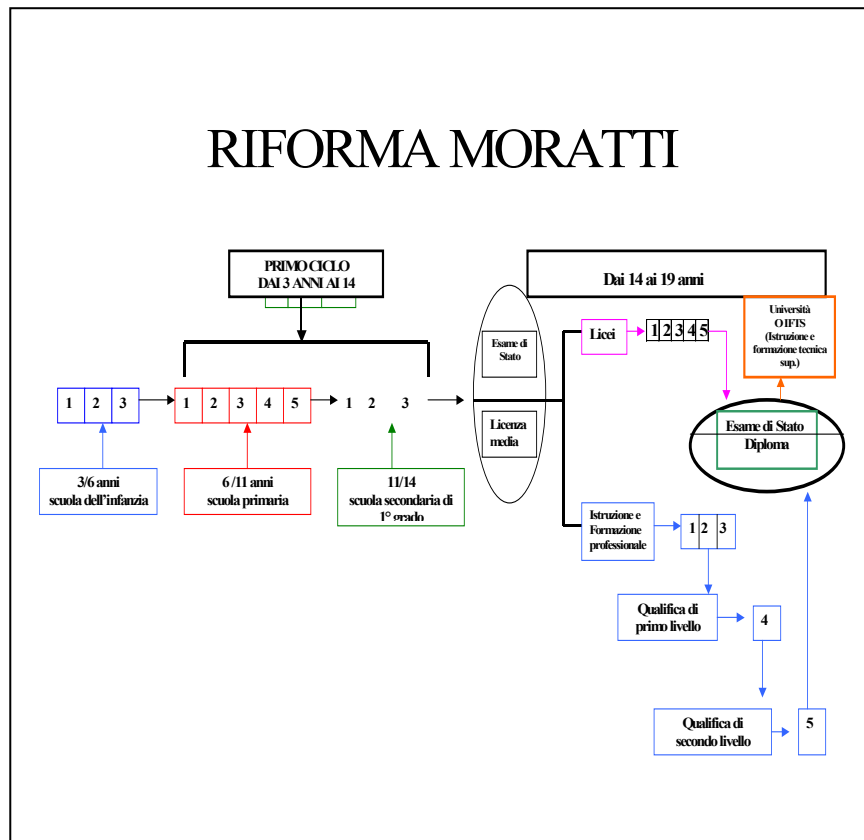 RIFORMA MORATTI
PRIMO CICLO
DAI 3 ANNI AI 14
Dai 14 ai 19 anni
Università
O IFTS
(Istruzione e
formazione tecnica
sup.)
Esame di
Stato
Licei
1 2 3 4 5
1 2 3
1 2 3 4 5
1 2 3
Licenza
media
Esame di Stato
Diploma
3/6 anni
scuola dell'infanzia
6 /11 anni
scuola primaria
11/14
scuola secondaria di
1° grado
Istruzione e
Formazione
professionale
1 2 3
Qualifica di
primo livello
4
Qualifica di
secondo livello
5